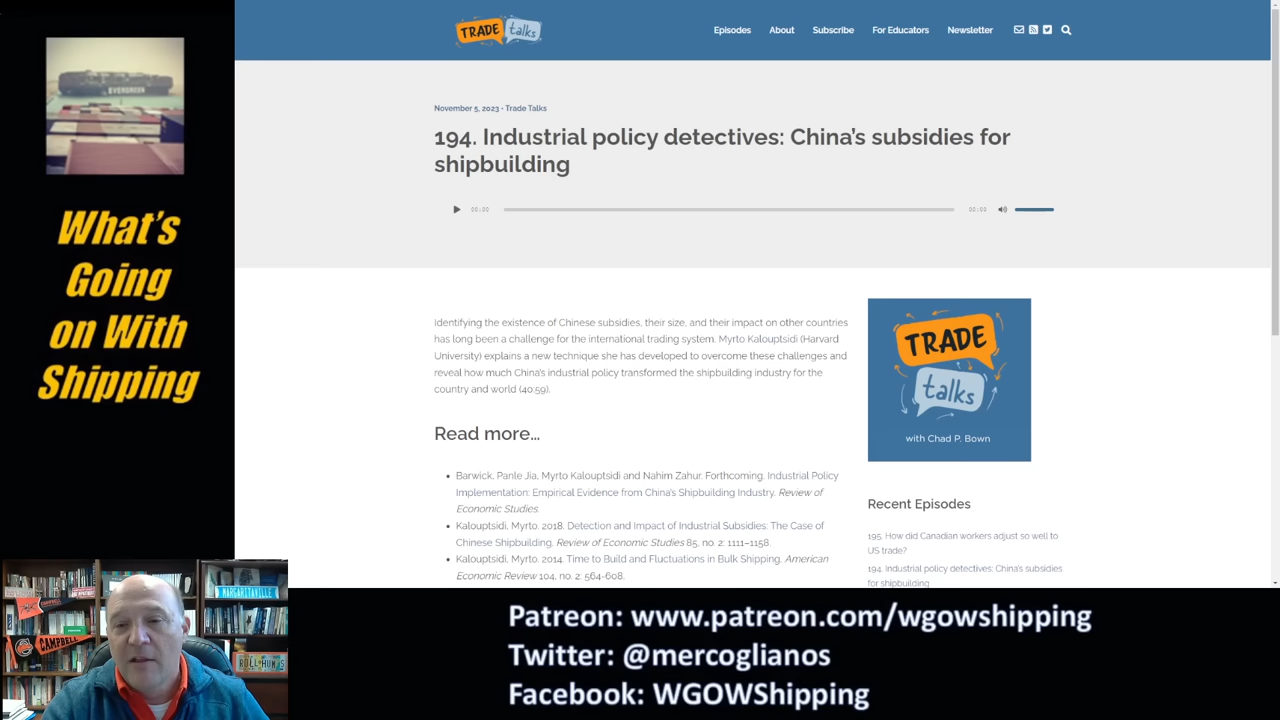 EVERGREEN
What's
Going
on With
Shipping
TRADE talks
Episodes About Subscribe For Educators Newsletter
November 5, 2023 - Trade Talks
194. Industrial policy detectives: China's subsidies for
shipbuilding
00:00 00:00
Identifying the existence of Chinese subsidies, their size, and their impact on other countries
has long been a challenge for the international trading system. Myrto Kalouptsidi (Harvard
University) explains a new technique she has developed to overcome these challenges and
reveal how much China's industrial policy transformed the shipbuilding industry for the
country and world (40:59).
Read more...
Barwick, Panle Jia, Myrto Kalouptsidi and Nahim Zahur. Forthcoming. Industrial Policy
Implementation: Empirical Evidence from China's Shipbuilding Industry. Review of
Economic Studies.
Kalouptsidi, Myrto. 2018. Detection and Impact of Industrial Subsidies: The Case of
Chinese Shipbuilding. Review of Economic Studies 85, no. 2: 1111–1158.
Kalouptsidi, Myrto. 2014. Time to Build and Fluctuations in Bulk Shipping. American
Economic Review 104, no. 2: 564-608.
TRADE
talks
with Chad P. Bown
Recent Episodes
195. How did Canadian workers adjust so well to
US trade?
194. Industrial policy detectives: China's subsidies
for shipbuilding
MARGARITAVILLE
CAMPBELL
Patreon: www.patreon.com/wgowshipping
Twitter: @mercoglianos
Facebook: WGOWShipping